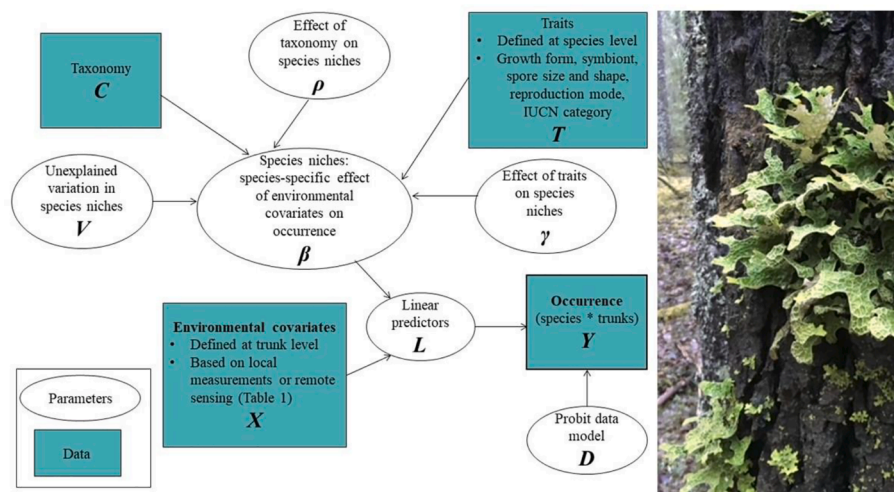 Taxonomy
C
Effect of
taxonomy on
species niches
ρ
Traits
• Defined at species level
• Growth form, symbiont,
spore size and shape,
reproduction mode,
IUCN category
T
Unexplained
variation in
species niches
V
Species niches:
species-specific effect
of environmental
covariates on
occurrence
β
Effect of traits
on species
niches
γ
Environmental covariates
• Defined at trunk level
• Based on local
measurements or remote
sensing (Table 1)
X
Linear
predictors
L
Occurrence
(species * trunks)
Y
Probit data
model
D
Parameters
Data